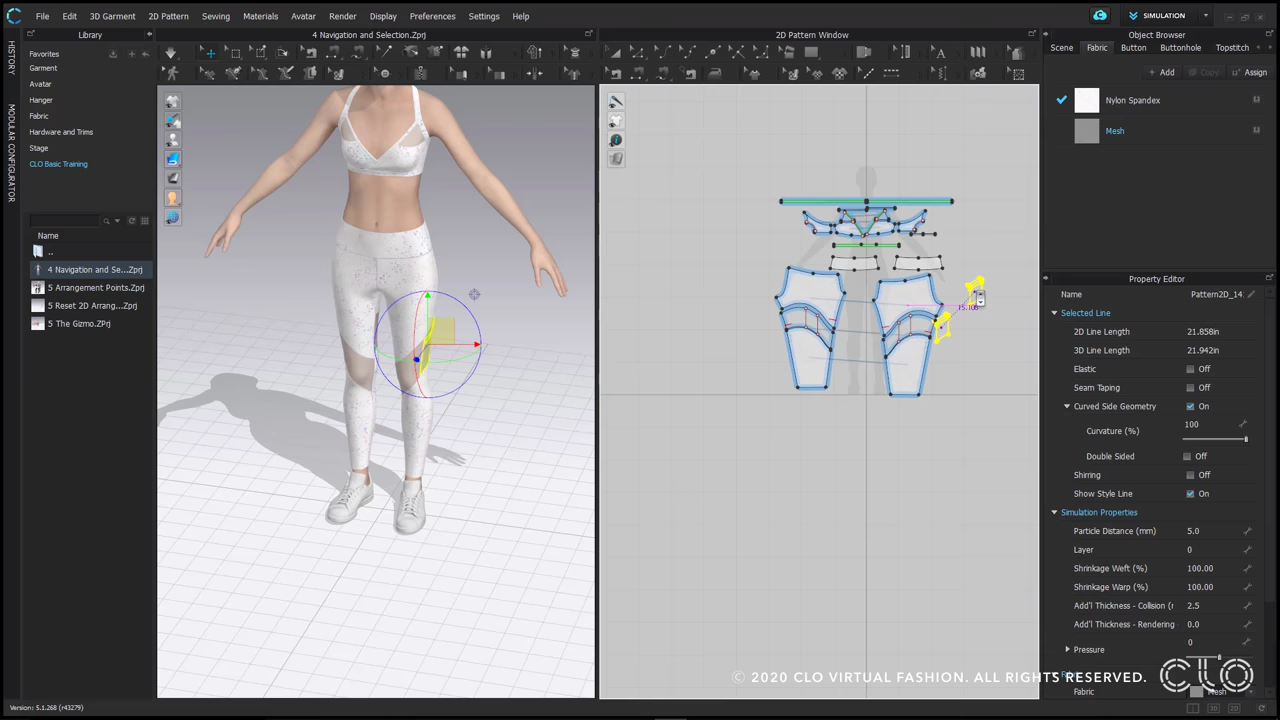 File Edit 3D Garment 2D Pattern Sewing Materials Avatar Render Display Preferences Settings Help
SIMULATION
HISTORY
MODULAR CONFIGURATOR
Library
Favorites
Garment
Avatar
Hanger
Fabric
Hardware and Trims
Stage
CLO Basic Training
Name
..
4 Navigation and Se...Zprj
5 Arrangement Points.Zprj
5 Reset 2D Arrang...Zprj
5 The Gizmo.ZPrj
4 Navigation and Selection.Zprj
2D Pattern Window
Object Browser
Scene Fabric Button Buttonhole Topstitch
+ Add Copy Assign
Nylon Spandex
Mesh
Property Editor
Name Pattern2D_14
Selected Line
2D Line Length 21.858in
3D Line Length 21.942in
Elastic Off
Seam Taping Off
Curved Side Geometry On
Curvature (%) 100
Double Sided Off
Shirring Off
Show Style Line On
Simulation Properties
Particle Distance (mm) 5.0
Layer 0
Shrinkage Weft (%) 100.00
Shrinkage Warp (%) 100.00
Add'l Thickness - Collision (r 2.5
Add'l Thickness - Rendering 0.0
Pressure 0
Fabric Mesh
© 2020 CLO VIRTUAL FASHION. ALL RIGHTS RESERVED. CLO
Version: 5.1.268 (r43279)
3D 2D